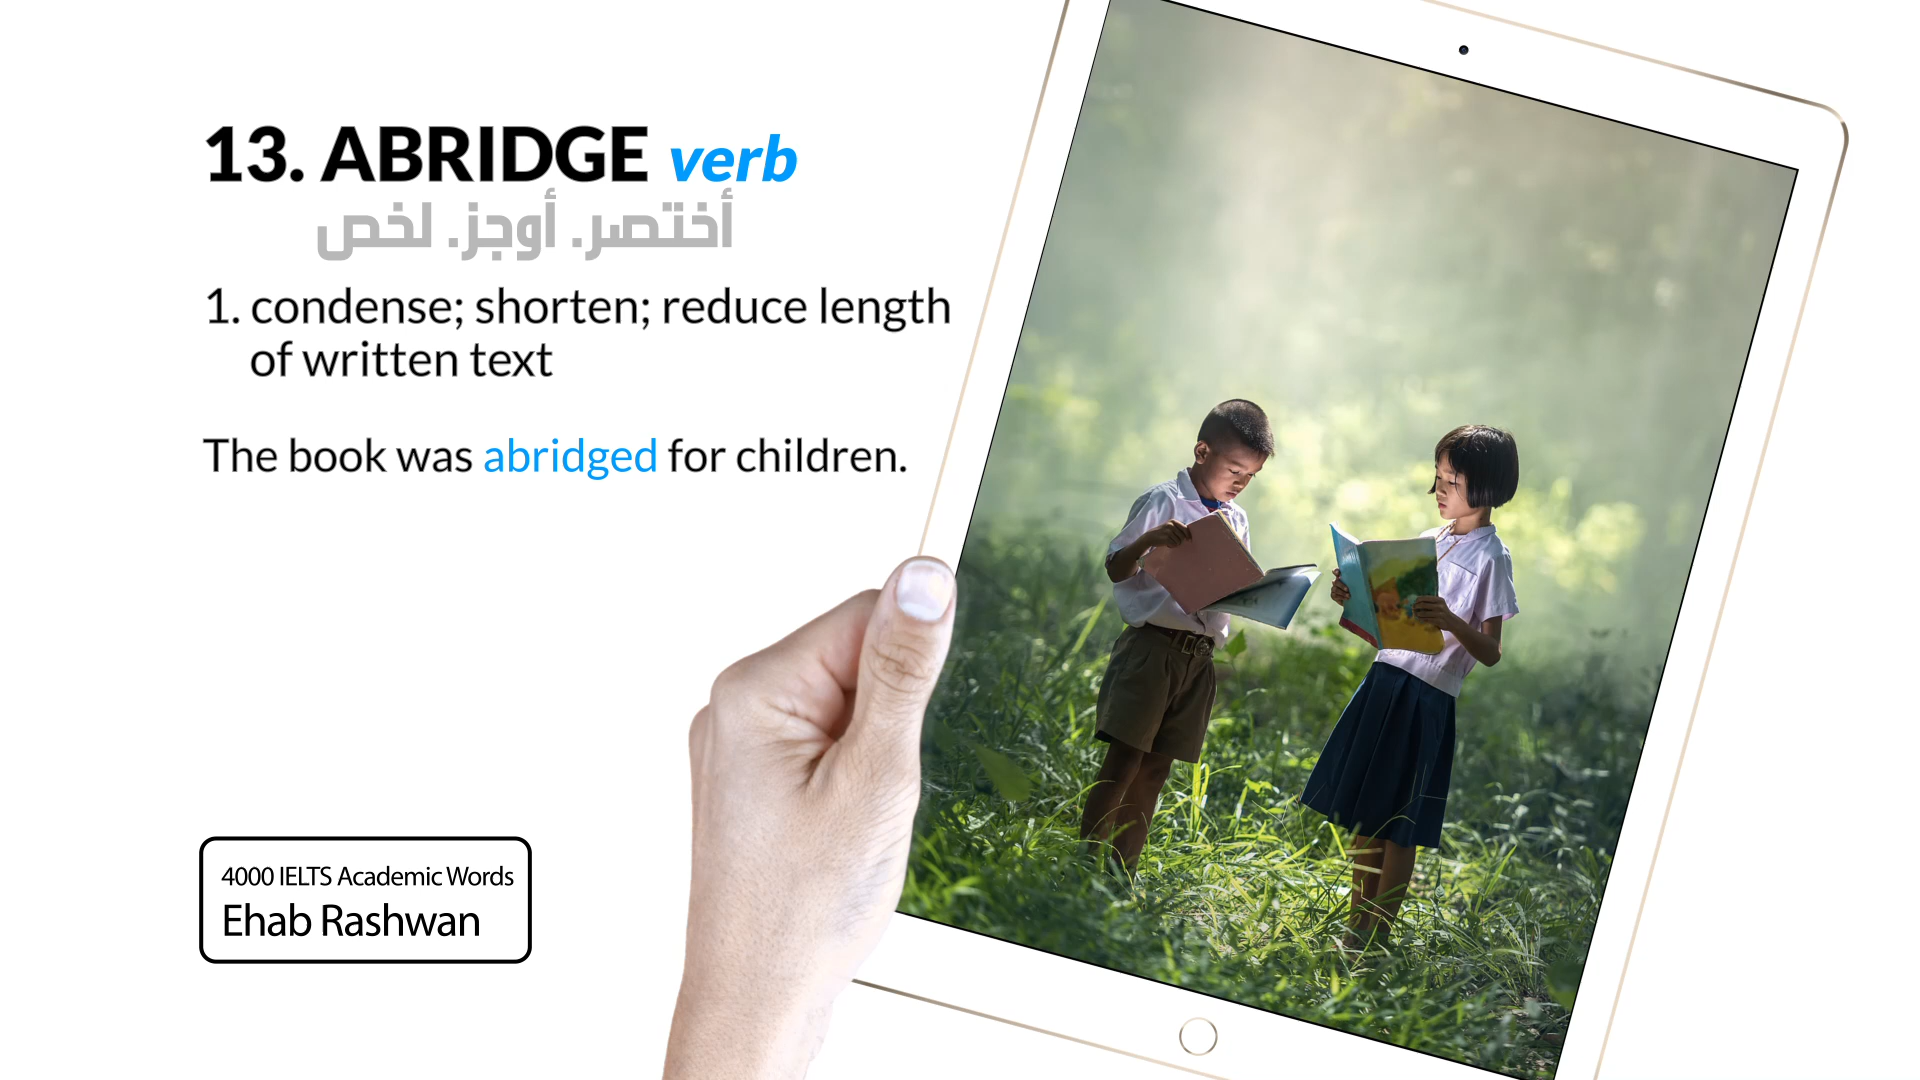 13. ABRIDGE verb
أختصر. أوجز. لخص
1. condense; shorten; reduce length
of written text
The book was abridged for children.
4000 IELTS Academic Words
Ehab Rashwan